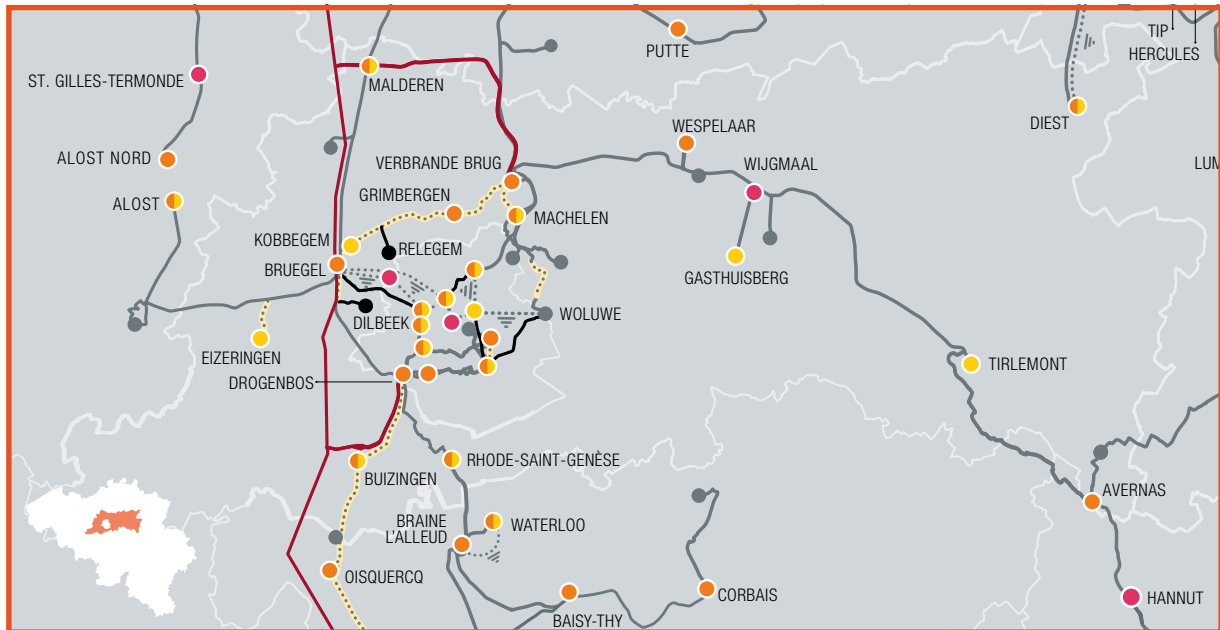 TIP
HERCULES
PUTTE
ST. GILLES-TERMONDE
MALDEREN
DIEST
WESPELAAR
ALOST NORD
VERBRANDE BRUG
WIJGMAAL
LUM
GRIMBERGEN
ALOST
MACHELEN
KOBBEGEM
RELEGEM
BRUEGEL
GASTHUISBERG
DILBEEK
WOLUWE
EIZERINGEN
TIRLEMONT
DROGENBOS
RHODE-SAINT-GENÈSE
BUIZINGEN
AVERNAS
BRAINE
L'ALLEUD
WATERLOO
OISQUERCQ
CORBAIS
HANNUT
BAISY-THY